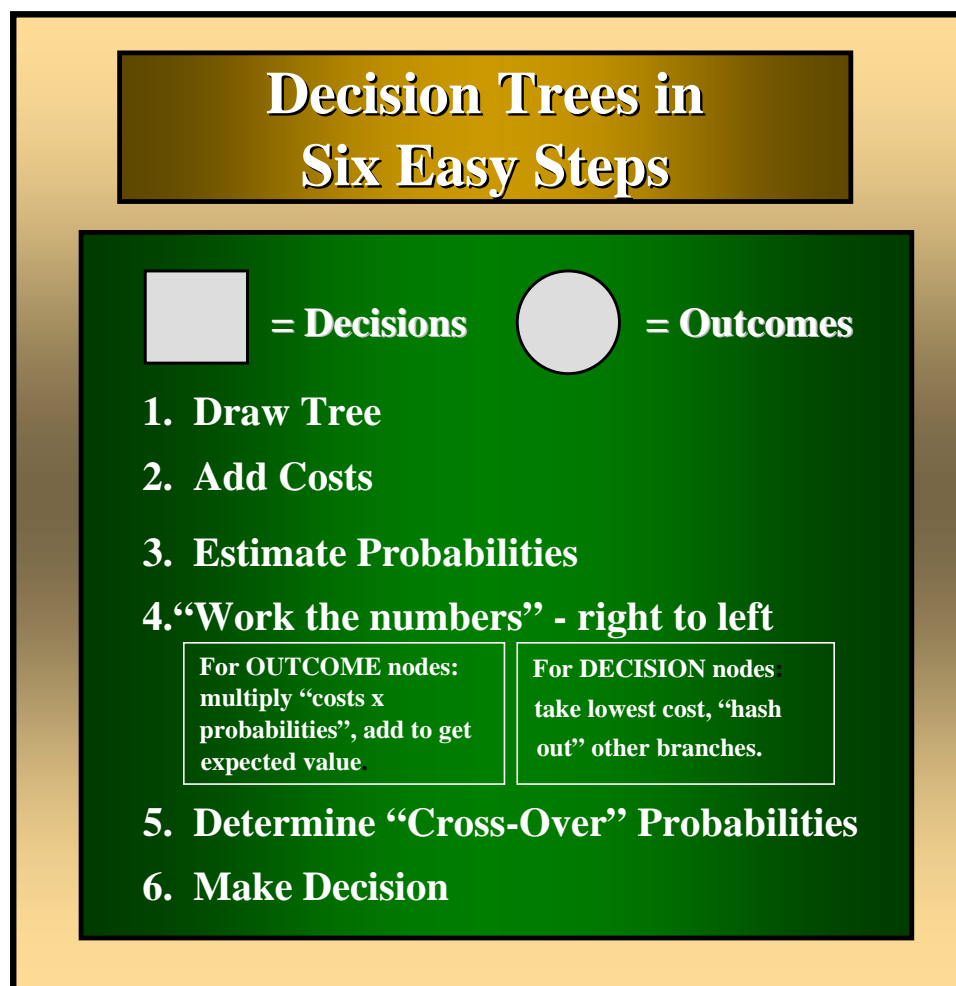 Decision Trees in
Six Easy Steps
= Decisions
= Outcomes
1. Draw Tree
2. Add Costs
3. Estimate Probabilities
4.“Work the numbers” - right to left
For OUTCOME nodes:
multiply “costs x
probabilities”, add to get
expected value.
For DECISION nodes:
take lowest cost, “hash
out” other branches.
5. Determine “Cross-Over” Probabilities
6. Make Decision